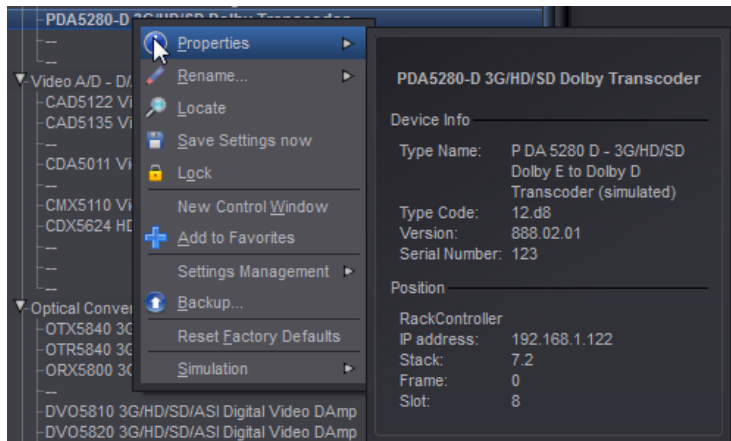 PDA5280-D 3G/HD/SD Dolby Transcoder
--
--
Video A/D - D/
CAD5122 Vi
CAD5135 Vi
--
CDA5011 Vi
--
CMX5110 Vi
CDX5624 HD
--
--
--
Optical Conver
OTX5840 3G
OTR5840 3G
ORX5800 3G
--
DVO5810 3G/HD/SD/ASI Digital Video DAmp
DVO5820 3G/HD/SD/ASI Digital Video DAmp
Properties
Rename...
Locate
Save Settings now
Lock
New Control Window
Add to Favorites
Settings Management
Backup...
Reset Factory Defaults
Simulation
PDA5280-D 3G/HD/SD Dolby Transcoder
Device Info
Type Name: P DA 5280 D - 3G/HD/SD
Dolby E to Dolby D
Transcoder (simulated)
Type Code: 12.d8
Version: 888.02.01
Serial Number: 123
Position
RackController
IP address: 192.168.1.122
Stack: 7.2
Frame: 0
Slot: 8